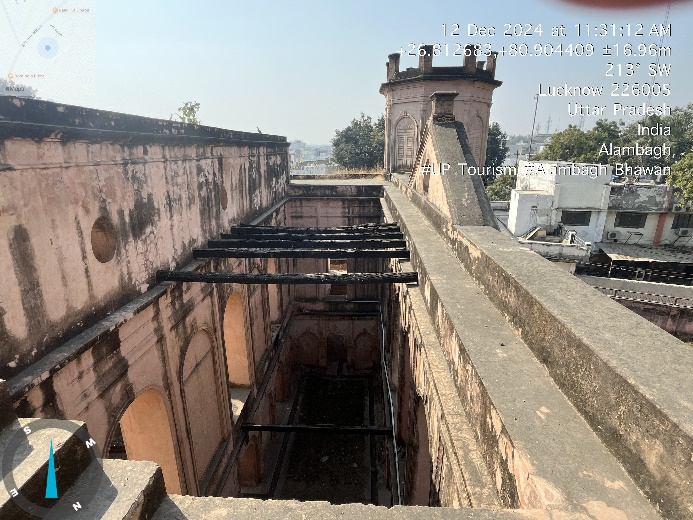 12 Dec 2024 at 11:31:12 AM
+26.812683,+80.904409 ±16.96m
213° SW
Lucknow 226005
Uttar Pradesh
India
Alambagh
#UP Tourism #Aambagh Bhawan
S
W
E
N